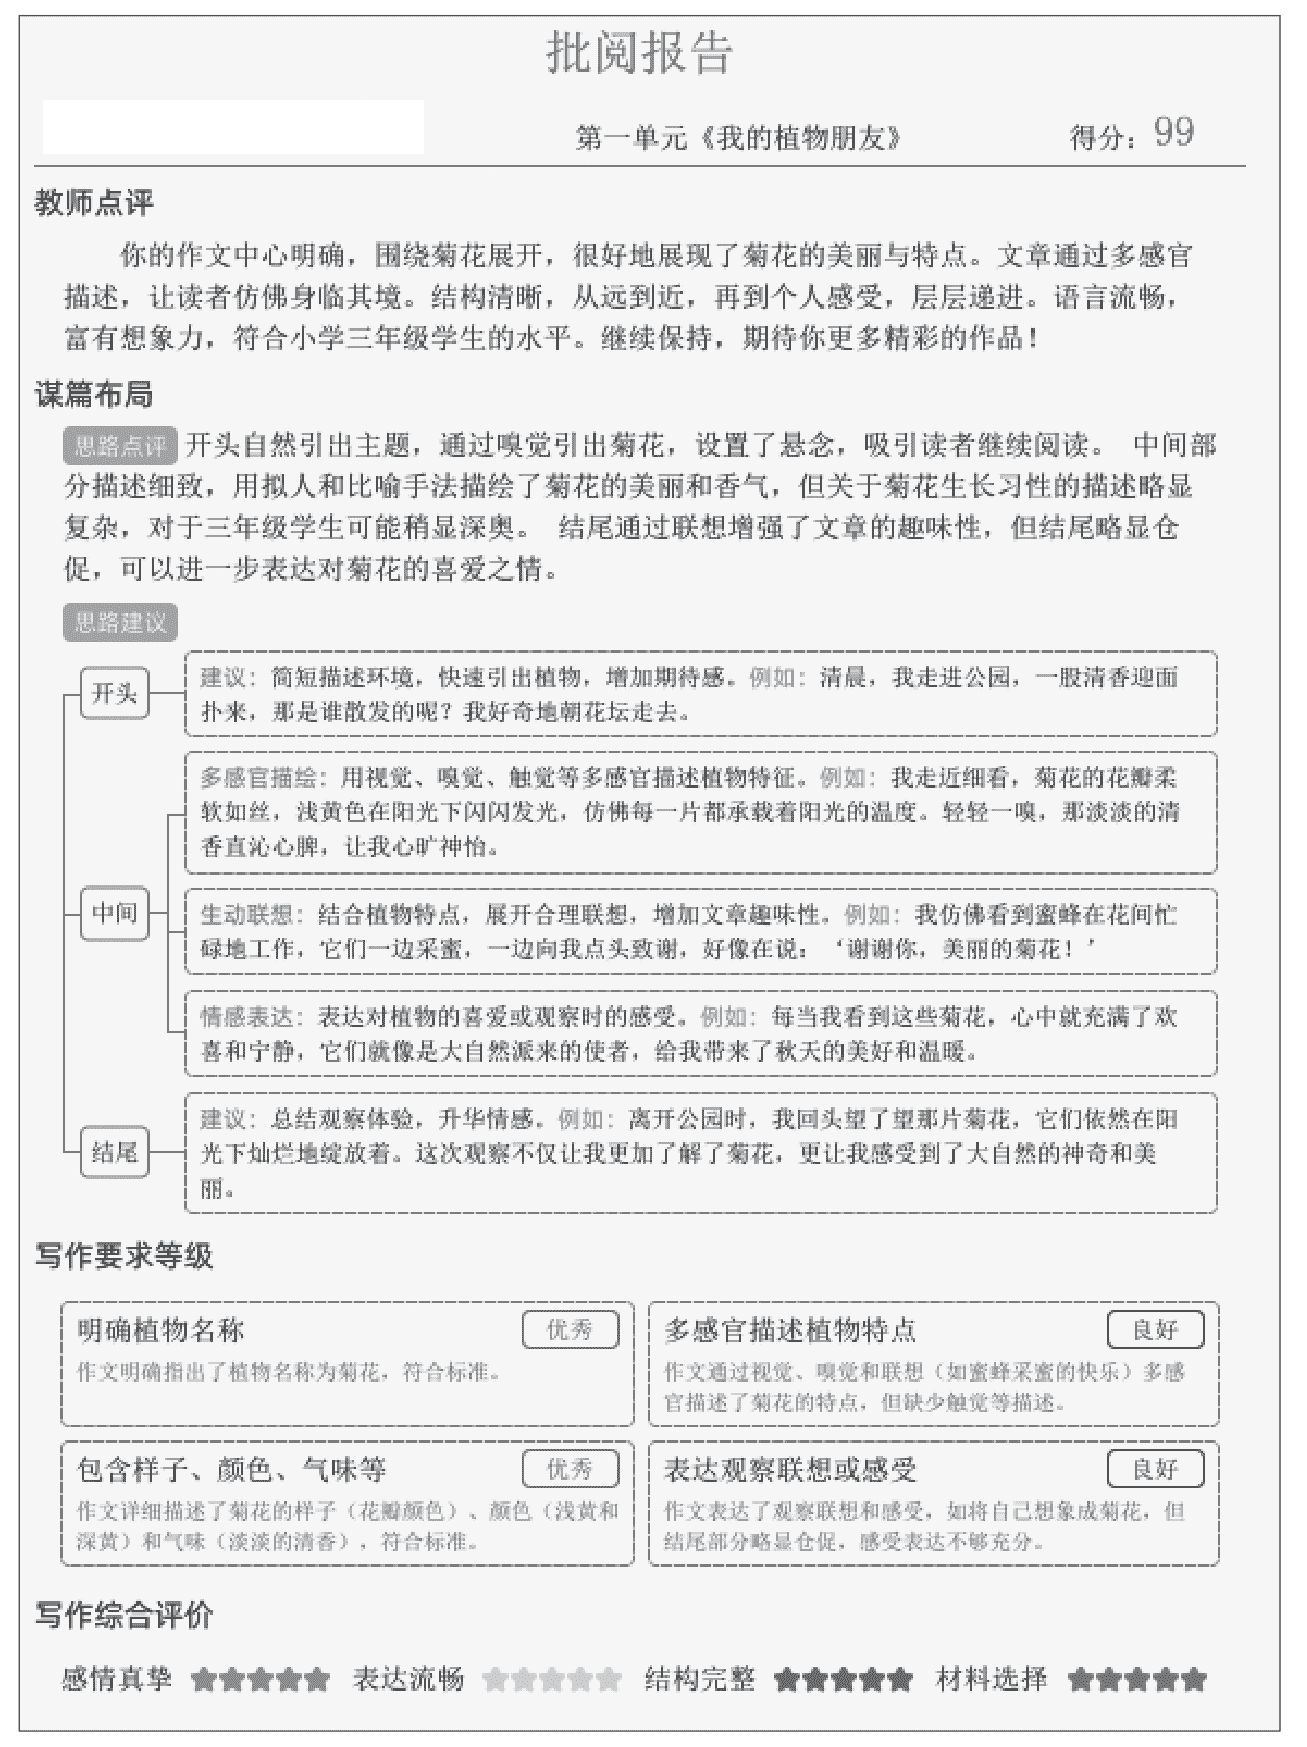 批阅报告
第一单元《我的植物朋友》 得分：99
教师点评
你的作文中心明确，围绕菊花展开，很好地展现了菊花的美丽与特点。文章通过多感官
描述，让读者仿佛身临其境。结构清晰，从远到近，再到个人感受，层层递进。语言流畅，
富有想象力，符合小学三年级学生的水平。继续保持，期待你更多精彩的作品！
谋篇布局
思路点评 开头自然引出主题，通过嗅觉引出菊花，设置了悬念，吸引读者继续阅读。 中间部
分描述细致，用拟人和比喻手法描绘了菊花的美丽和香气，但关于菊花生长习性的描述略显
复杂，对于三年级学生可能稍显深奥。 结尾通过联想增强了文章的趣味性，但结尾略显仓
促，可以进一步表达对菊花的喜爱之情。
思路建议
开头
建议：简短描述环境，快速引出植物，增加期待感。例如：清晨，我走进公园，一股清香迎面
扑来，那是谁散发的呢？我好奇地朝花坛走去。
中间
多感官描绘：用视觉、嗅觉、触觉等多感官描述植物特征。例如：我走近细看，菊花的花瓣柔
软如丝，浅黄色在阳光下闪闪发光，仿佛每一片都承载着阳光的温度。轻轻一嗅，那淡淡的清
香直沁心脾，让我心旷神怡。
生动联想：结合植物特点，展开合理联想，增加文章趣味性。例如：我仿佛看到蜜蜂在花间忙
碌地工作，它们一边采蜜，一边向我点头致谢，好像在说：‘谢谢你，美丽的菊花！’
情感表达：表达对植物的喜爱或观察时的感受。例如：每当我看到这些菊花，心中就充满了欢
喜和宁静，它们就像是大自然派来的使者，给我带来了秋天的美好和温暖。
结尾
建议：总结观察体验，升华情感。例如：离开公园时，我回头望了望那片菊花，它们依然在阳
光下灿烂地绽放着。这次观察不仅让我更加了解了菊花，更让我感受到了大自然的神奇和美
丽。
写作要求等级
明确植物名称 优秀
作文明确指出了植物名称为菊花，符合标准。
多感官描述植物特点 良好
作文通过视觉、嗅觉和联想（如蜜蜂采蜜的快乐）多感
官描述了菊花的特点，但缺少触觉等描述。
包含样子、颜色、气味等 优秀
作文详细描述了菊花的样子（花瓣颜色）、颜色（浅黄和
深黄）和气味（淡淡的清香），符合标准。
表达观察联想或感受 良好
作文表达了观察联想和感受，如将自己想象成菊花，但
结尾部分略显仓促，感受表达不够充分。
写作综合评价
感情真挚 表达流畅 结构完整 材料选择